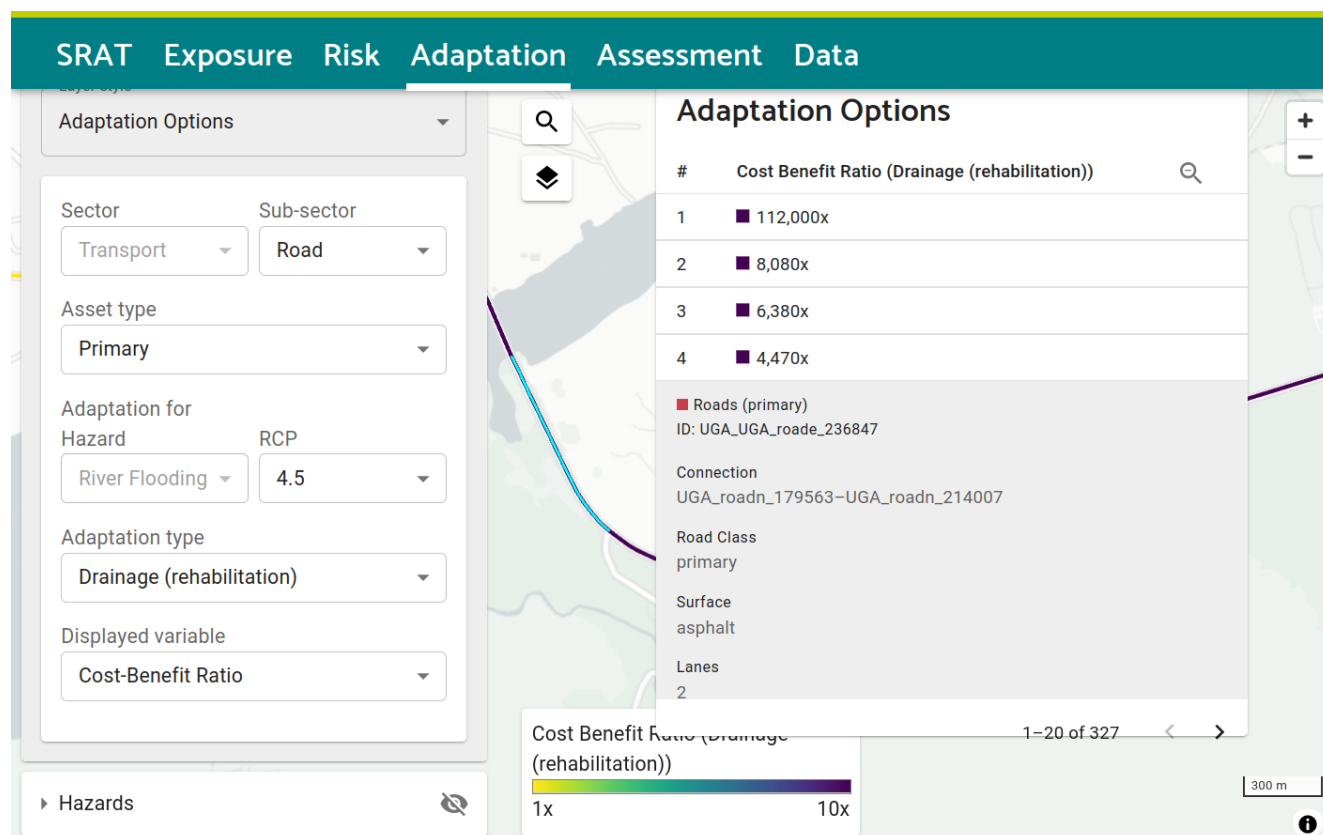 SRAT Exposure Risk Adaptation Assessment Data
Layer style
Adaptation Options
Sector Sub-sector
Transport Road
Asset type
Primary
Adaptation for
Hazard RCP
River Flooding 4.5
Adaptation type
Drainage (rehabilitation)
Displayed variable
Cost-Benefit Ratio
Hazards
Adaptation Options
# Cost Benefit Ratio (Drainage (rehabilitation))
1 112,000x
2 8,080x
3 6,380x
4 4,470x
Roads (primary)
ID: UGA_UGA_roade_236847
Connection
UGA_roadn_179563–UGA_roadn_214007
Road Class
primary
Surface
asphalt
Lanes
2
1–20 of 327
Cost Benefit Ratio (Drainage
(rehabilitation))
1x 10x
+
−
300 m